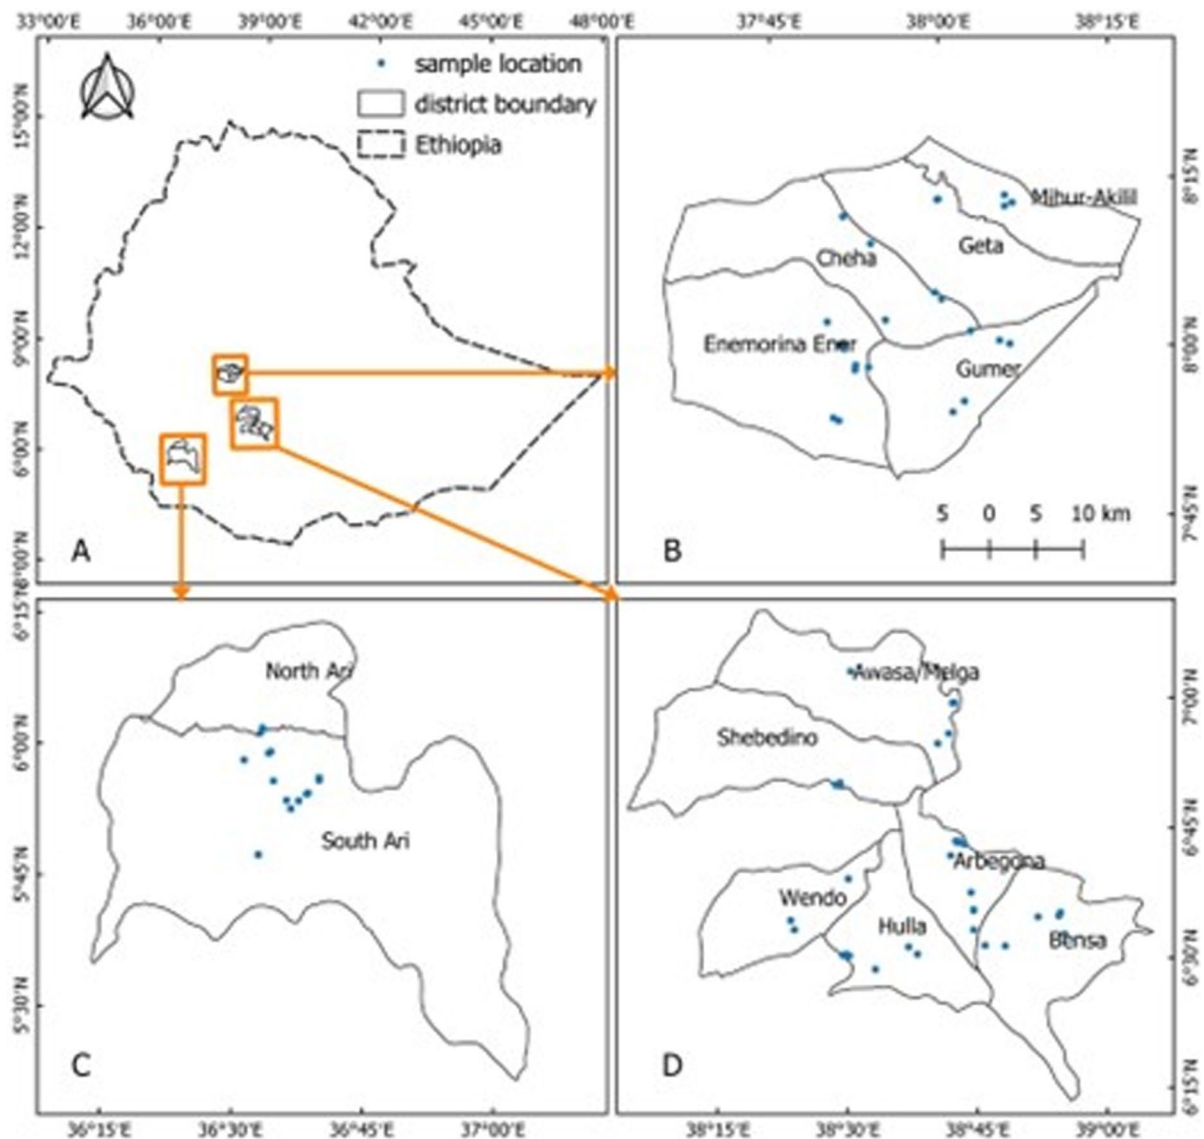 33°00'E 36°00'E 39°00'E 42°00'E 45°00'E 48°00'E
37°45'E 38°00'E 38°15'E
sample location
district boundary
Ethiopia
15°00'N
12°00'N
9°00'N
6°00'N
A
Mihur-Akilil
Geta
Cheha
Enemorina Ener
Gumer
8°15'N
8°00'N
7°45'N
5 0 5 10 km
B
North Ari
South Ari
6°15'N
6°00'N
5°45'N
5°30'N
C
36°15'E 36°30'E 36°45'E 37°00'E
Awasa/Melga
Shebedino
Arbegona
Wendo
Hulla
Bensa
7°00'N
6°45'N
6°30'N
6°15'N
D
38°15'E 38°30'E 38°45'E 39°00'E